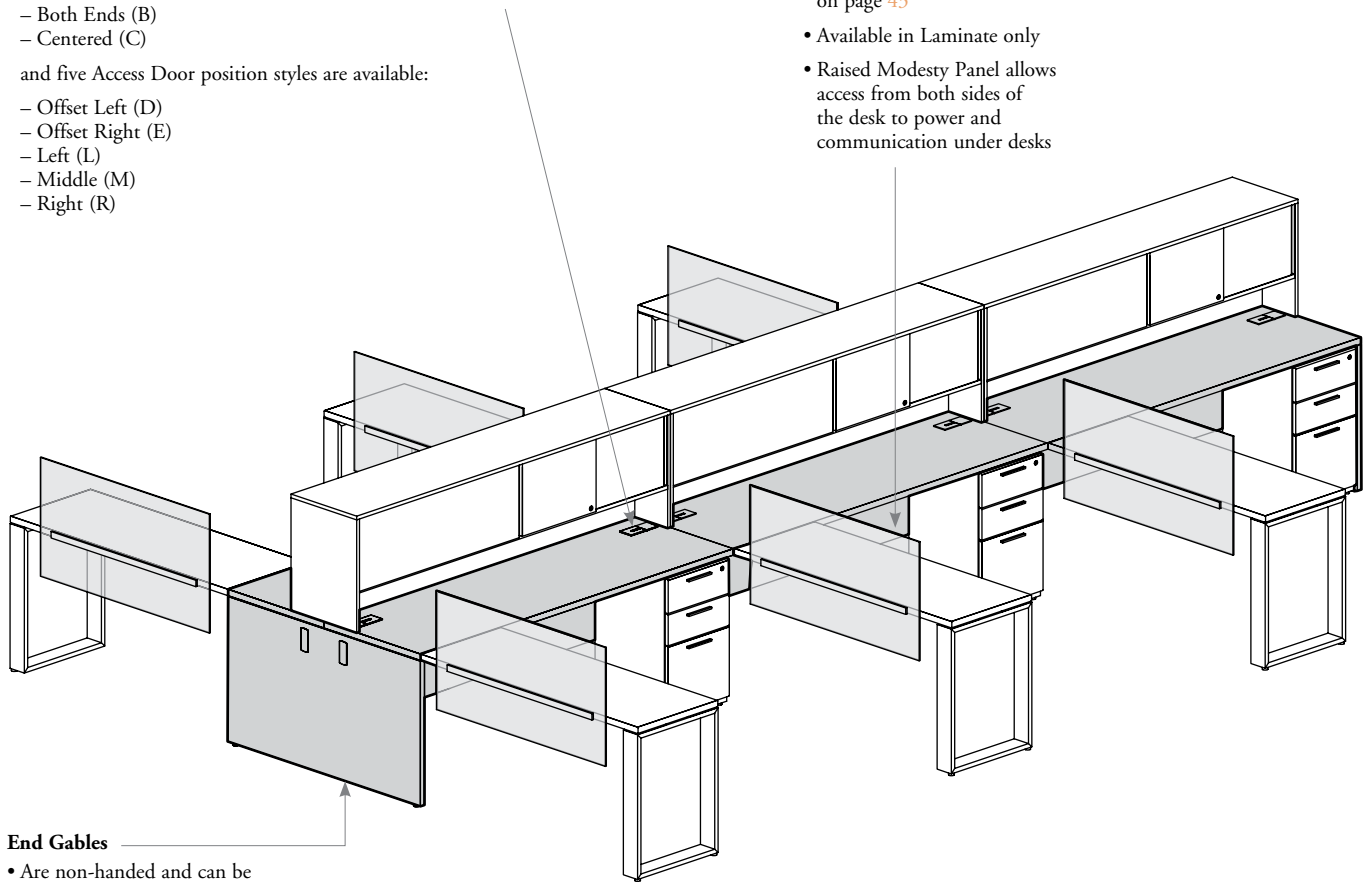 – Both Ends (B)
– Centered (C)
and five Access Door position styles are available:
– Offset Left (D)
– Offset Right (E)
– Left (L)
– Middle (M)
– Right (R)
on page 45
• Available in Laminate only
• Raised Modesty Panel allows
access from both sides of
the desk to power and
communication under desks
End Gables
• Are non-handed and can be